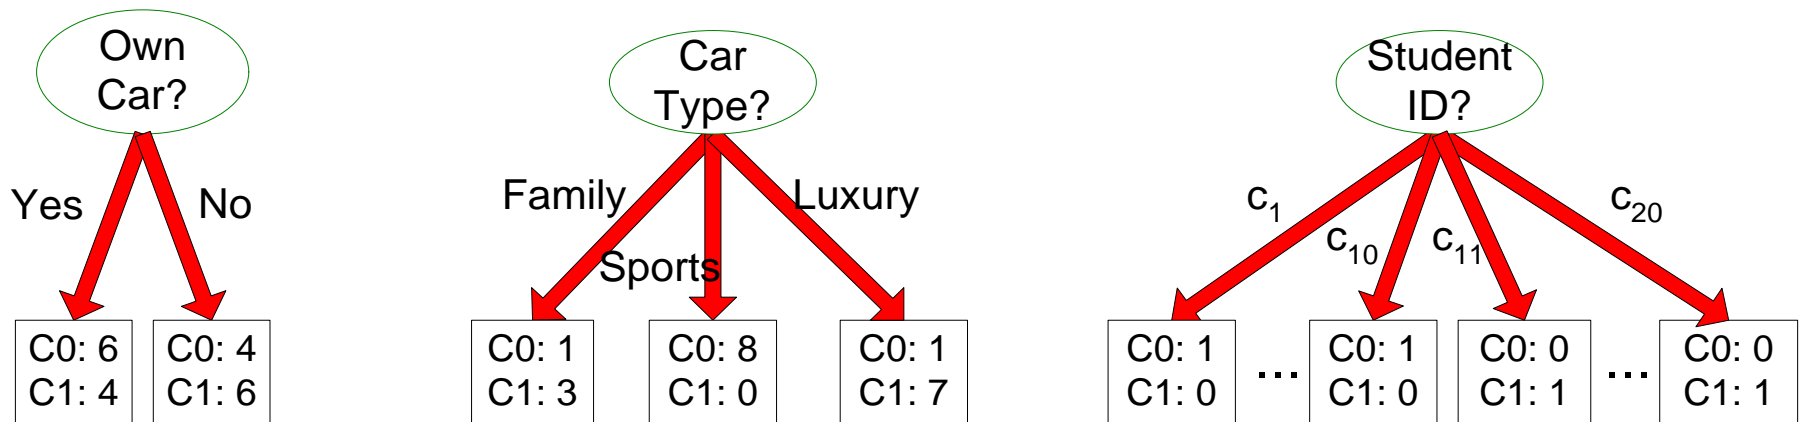 Own
Car?
Yes
No
C0: 6
C1: 4
C0: 4
C1: 6
Car
Type?
Family
Sports
Luxury
C0: 1
C1: 3
C0: 8
C1: 0
C0: 1
C1: 7
Student
ID?
c1
c10
c11
c20
C0: 1
C1: 0
...
C0: 1
C1: 0
C0: 0
C1: 1
...
C0: 0
C1: 1